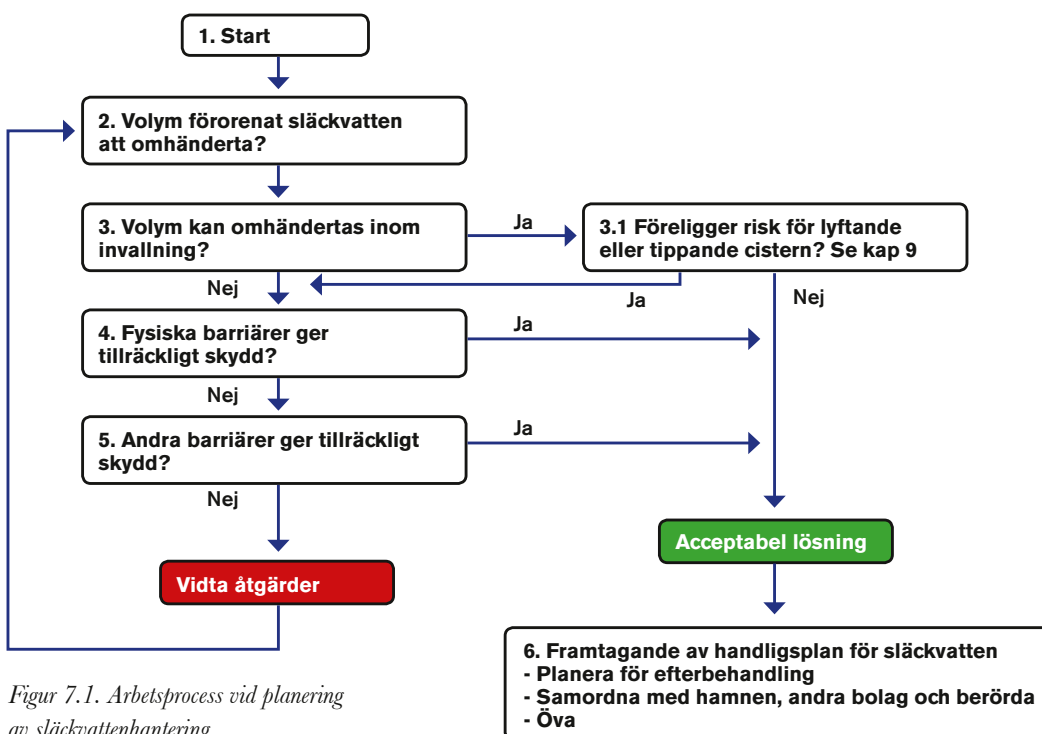 1. Start
2. Volym förorenat släckvatten
att omhänderta?
3. Volym kan omhändertas inom
invallning?
Ja
3.1 Föreligger risk för lyftande
eller tippande cistern? Se kap 9
Nej
Ja
Nej
4. Fysiska barriärer ger
tillräckligt skydd?
Ja
Nej
5. Andra barriärer ger tillräckligt
skydd?
Ja
Nej
Acceptabel lösning
Vidta åtgärder
6. Framtagande av handligsplan för släckvatten
- Planera för efterbehandling
- Samordna med hamnen, andra bolag och berörda
- Öva
Figur 7.1. Arbetsprocess vid planering
av släckvattenhantering